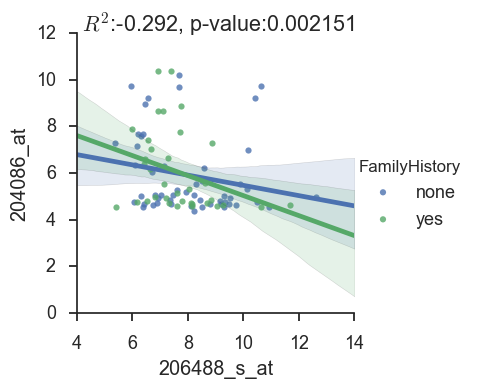 R²:-0.292, p-value:0.002151
12
10
8
6
4
2
0
204086_at
4 6 8 10 12 14
206488_s_at
FamilyHistory
none
yes